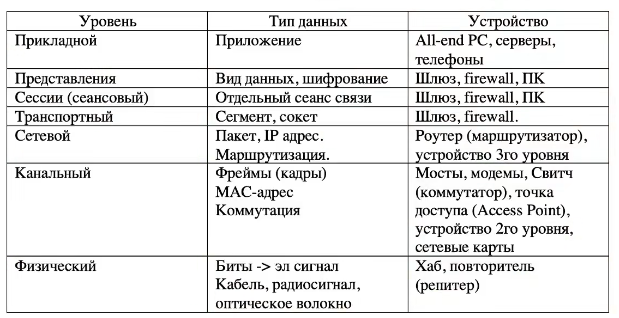 Уровень Тип данных Устройство
Прикладной Приложение All-end PC, серверы,
телефоны
Представления Вид данных, шифрование Шлюз, firewall, ПК
Сессии (сеансовый) Отдельный сеанс связи Шлюз, firewall, ПК
Транспортный Сегмент, сокет Шлюз, firewall.
Сетевой Пакет, IP адрес. Роутер (маршрутизатор),
Маршрутизация. устройство 3го уровня
Канальный Фреймы (кадры) Мосты, модемы, Свитч
МАС-адрес (коммутатор), точка
Коммутация доступа (Access Point),
устройство 2го уровня,
сетевые карты
Физический Биты -> эл сигнал Хаб, повторитель
Кабель, радиосигнал, (репитер)
оптическое волокно